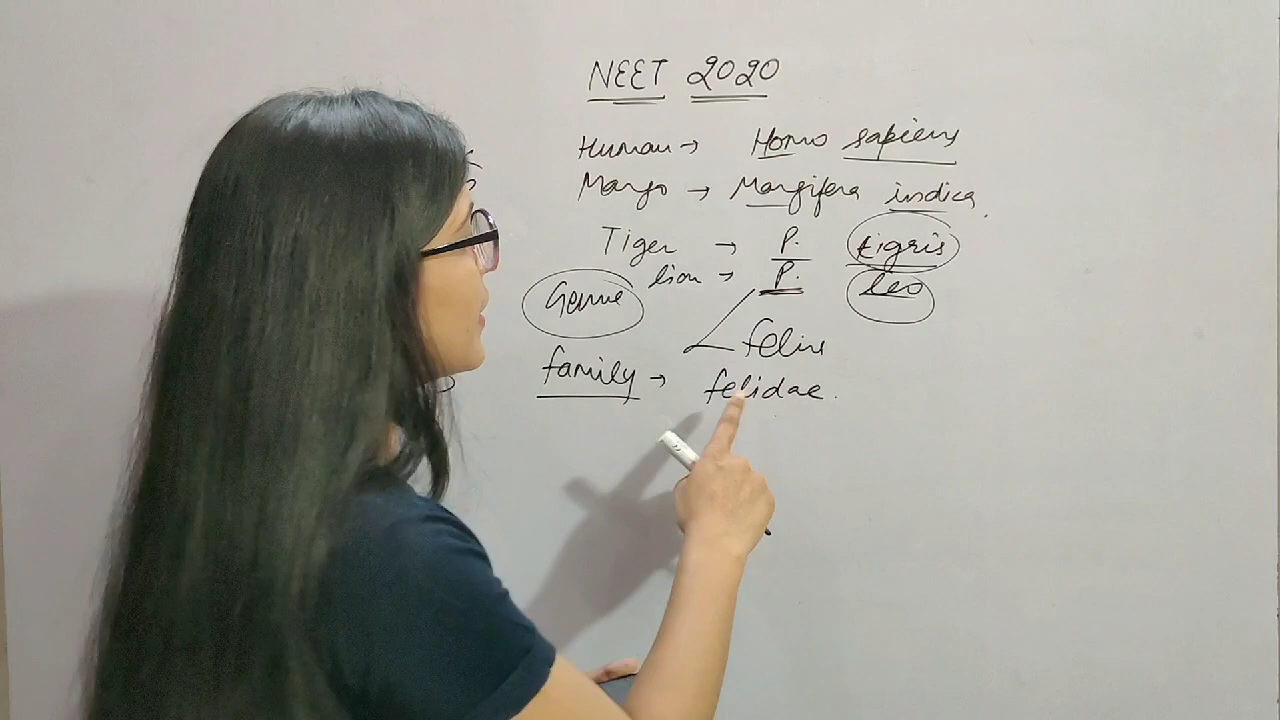 NEET 2020
Human → Homo sapiens
Mango → Mangifera indica.
Tiger → P. tigris
lion → P. leo
Genus
Felis
family → felidae.